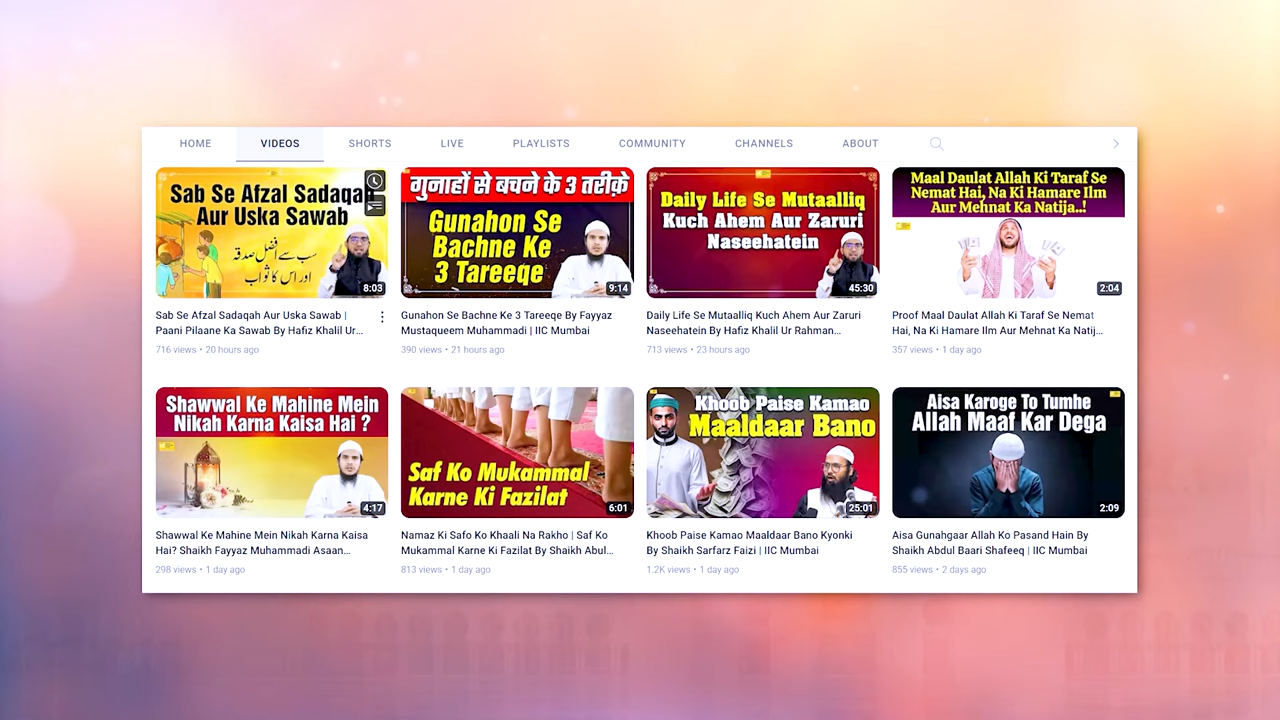 HOME VIDEOS SHORTS LIVE PLAYLISTS COMMUNITY CHANNELS ABOUT
Sab Se Afzal Sadaqah
Aur Uska Sawab
سب سے افضل صدقہ
اور اس کا ثواب
8:03
गुनाहों से बचने के 3 तरीक़े
Gunahon Se
Bachne Ke
3 Tareeqe
9:14
Daily Life Se Mutaalliq
Kuch Ahem Aur Zaruri
Naseehatein
45:30
Maal Daulat Allah Ki Taraf Se
Nemat Hai, Na Ki Hamare Ilm
Aur Mehnat Ka Natija..!
2:04
Sab Se Afzal Sadaqah Aur Uska Sawab |
Paani Pilaane Ka Sawab By Hafiz Khalil Ur...
716 views • 20 hours ago
Gunahon Se Bachne Ke 3 Tareeqe By Fayyaz
Mustaqueem Muhammadi | IIC Mumbai
390 views • 21 hours ago
Daily Life Se Mutaalliq Kuch Ahem Aur Zaruri
Naseehatein By Hafiz Khalil Ur Rahman...
713 views • 23 hours ago
Proof Maal Daulat Allah Ki Taraf Se Nemat
Hai, Na Ki Hamare Ilm Aur Mehnat Ka Natij...
357 views • 1 day ago
Shawwal Ke Mahine Mein
Nikah Karna Kaisa Hai ?
4:17
Saf Ko Mukammal
Karne Ki Fazilat
6:01
Khoob Paise Kamao
Maaldaar Bano
25:01
Aisa Karoge To Tumhe
Allah Maaf Kar Dega
2:09
Shawwal Ke Mahine Mein Nikah Karna Kaisa
Hai? Shaikh Fayyaz Muhammadi Asaan...
298 views • 1 day ago
Namaz Ki Safo Ko Khaali Na Rakho | Saf Ko
Mukammal Karne Ki Fazilat By Shaikh Abul...
813 views • 1 day ago
Khoob Paise Kamao Maaldaar Bano Kyonki
By Shaikh Sarfarz Faizi | IIC Mumbai
1.2K views • 1 day ago
Aisa Gunahgaar Allah Ko Pasand Hain By
Shaikh Abdul Baari Shafeeq | IIC Mumbai
855 views • 2 days ago